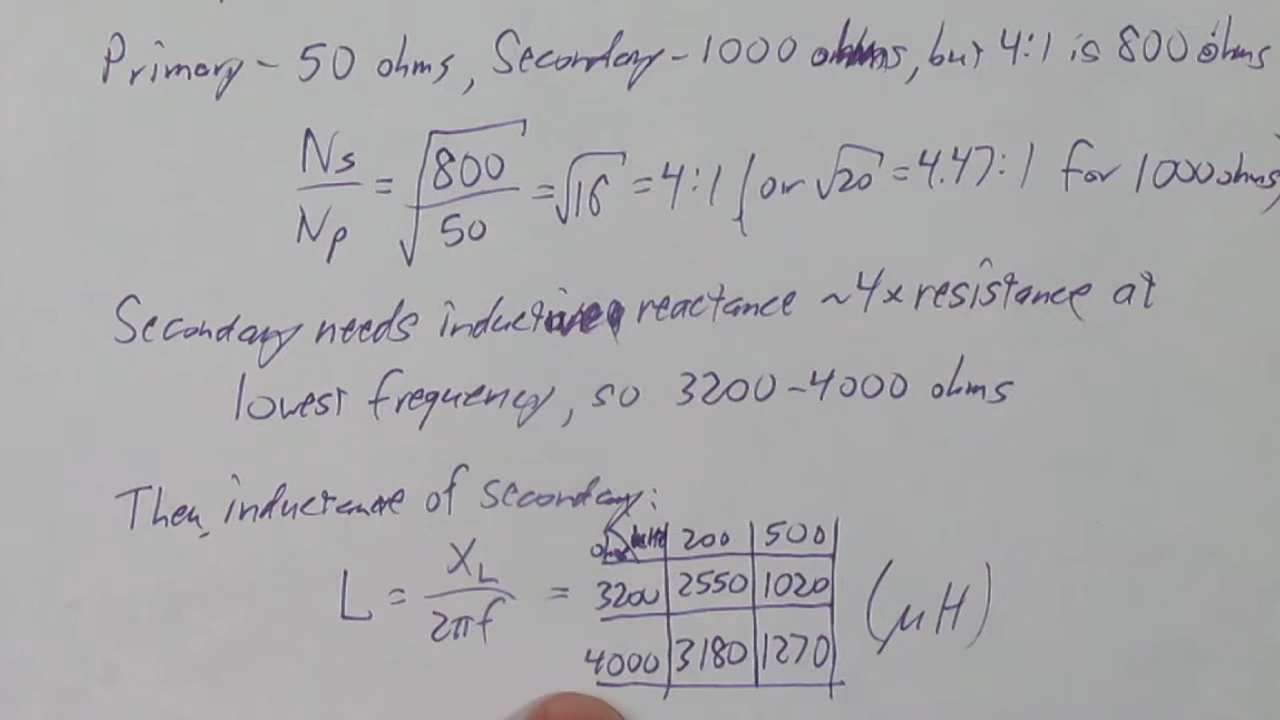 Primary - 50 ohms, Secondary - 1000 ohms, but 4:1 is 800 ohms
Ns/Np = √(800/50) = √16 = 4:1 (or √20 = 4.47:1 for 1000 ohms)
Secondary needs inductive reactance ~4x resistance at
lowest frequency, so 3200-4000 ohms
Then, inductance of secondary:
ohms kHz 200 500
L = XL/2πf = 3200 2550 1020 (μH)
4000 3180 1270